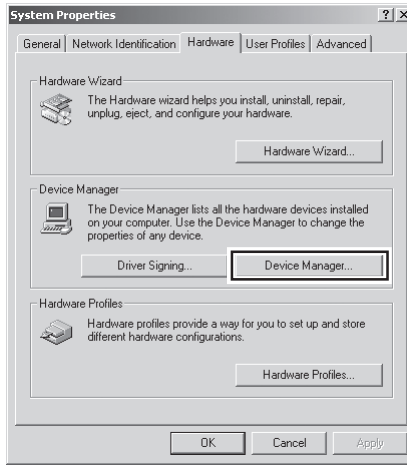 System Properties
General
Network Identification
Hardware
User Profiles
Advanced
Hardware Wizard
The Hardware wizard helps you install, uninstall, repair,
unplug, eject, and configure your hardware.
Hardware Wizard...
Device Manager
The Device Manager lists all the hardware devices installed
on your computer. Use the Device Manager to change the
properties of any device.
Driver Signing...
Device Manager...
Hardware Profiles
Hardware profiles provide a way for you to set up and store
different hardware configurations.
Hardware Profiles...
OK
Cancel
Apply